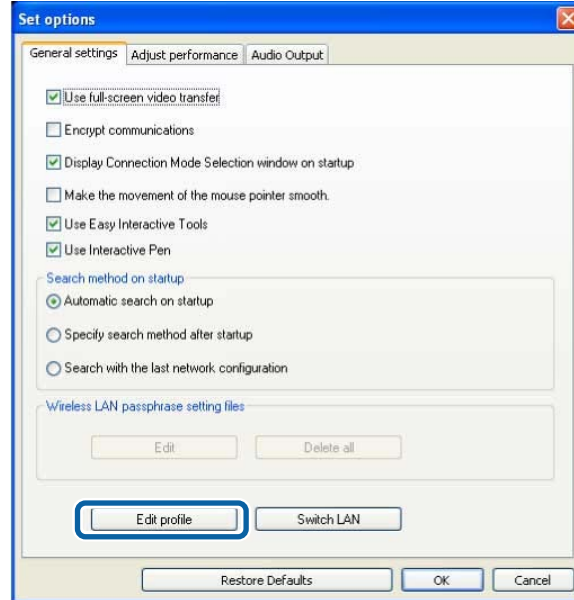 Set options
General settings Adjust performance Audio Output
Use full-screen video transfer
Encrypt communications
Display Connection Mode Selection window on startup
Make the movement of the mouse pointer smooth.
Use Easy Interactive Tools
Use Interactive Pen
Search method on startup
Automatic search on startup
Specify search method after startup
Search with the last network configuration
Wireless LAN passphrase setting files
Edit Delete all
Edit profile Switch LAN
Restore Defaults OK Cancel